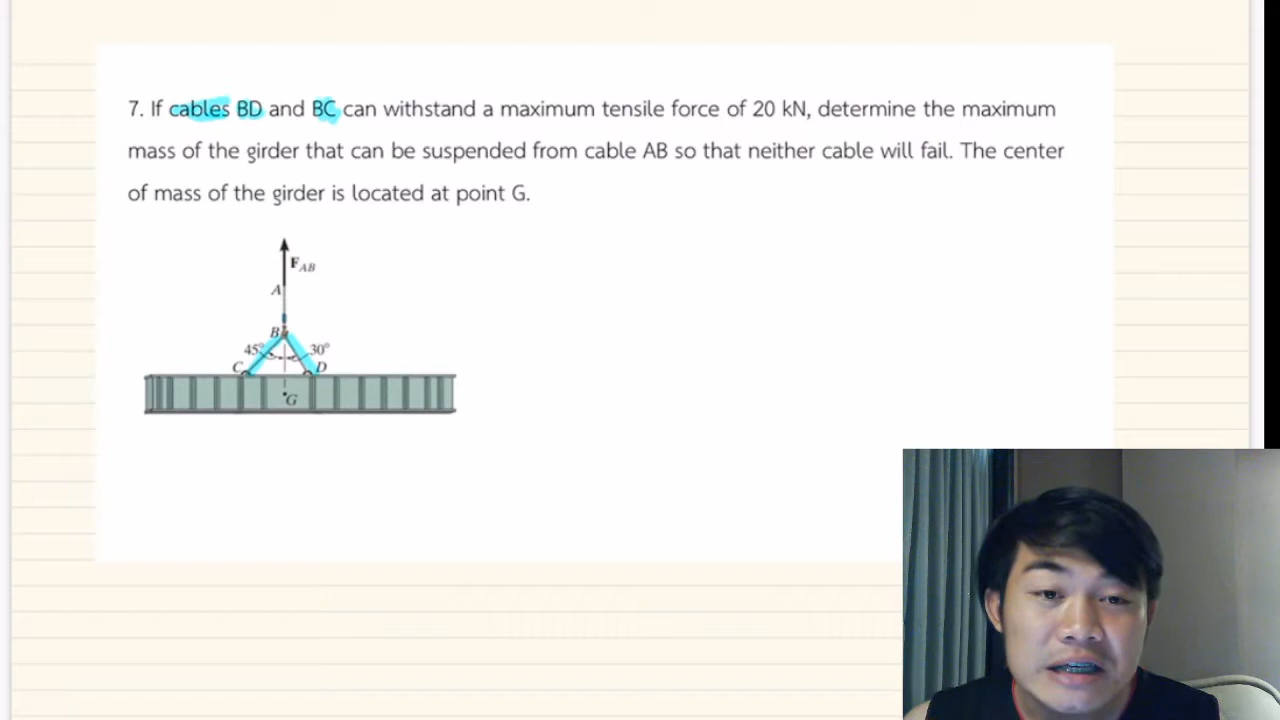 7. If cables BD and BC can withstand a maximum tensile force of 20 kN, determine the maximum
mass of the girder that can be suspended from cable AB so that neither cable will fail. The center
of mass of the girder is located at point G.
F_AB
A
B
45° 30°
C D
G